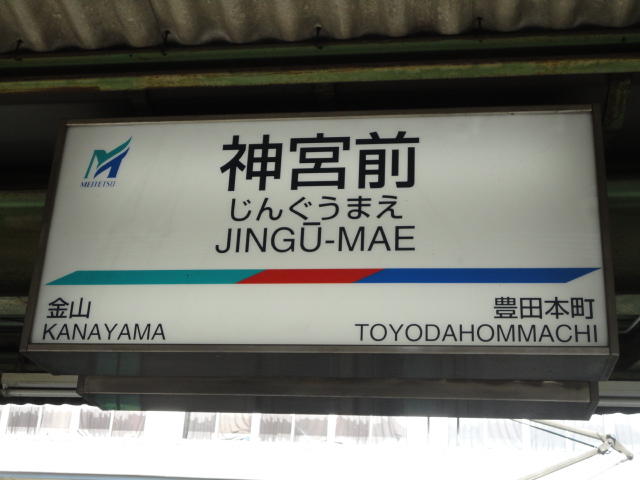 MEITETSU
神宮前
じんぐうまえ
JINGŪ-MAE
金山
KANAYAMA
豊田本町
TOYODAHOMMACHI